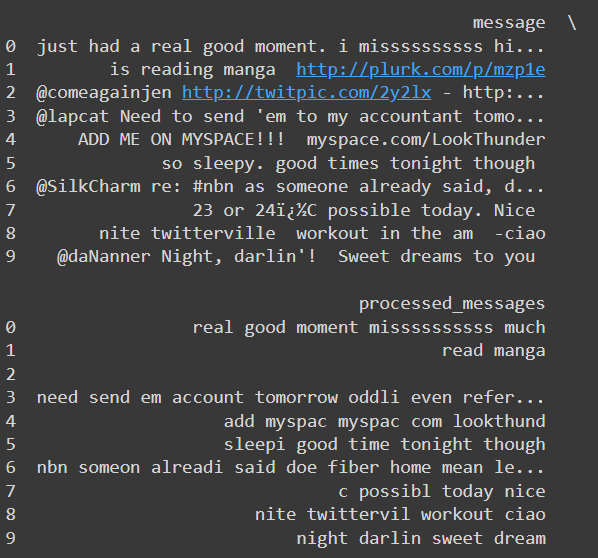 message \
0 just had a real good moment. i missssssssss hi...
1 is reading manga http://plurk.com/p/mzp1e
2 @comeagainjen http://twitpic.com/2y2lx - http:...
3 @lapcat Need to send 'em to my accountant tomo...
4 ADD ME ON MYSPACE!!! myspace.com/LookThunder
5 so sleepy. good times tonight though
6 @SilkCharm re: #nbn as someone already said, d...
7 23 or 24ï¿½C possible today. Nice
8 nite twitterville workout in the am -ciao
9 @daNanner Night, darlin'! Sweet dreams to you
processed_messages
0 real good moment missssssssss much
1 read manga
2
3 need send em account tomorrow oddli even refer...
4 add myspac myspac com lookthund
5 sleepi good time tonight though
6 nbn someon alreadi said doe fiber home mean le...
7 c possibl today nice
8 nite twittervil workout ciao
9 night darlin sweet dream